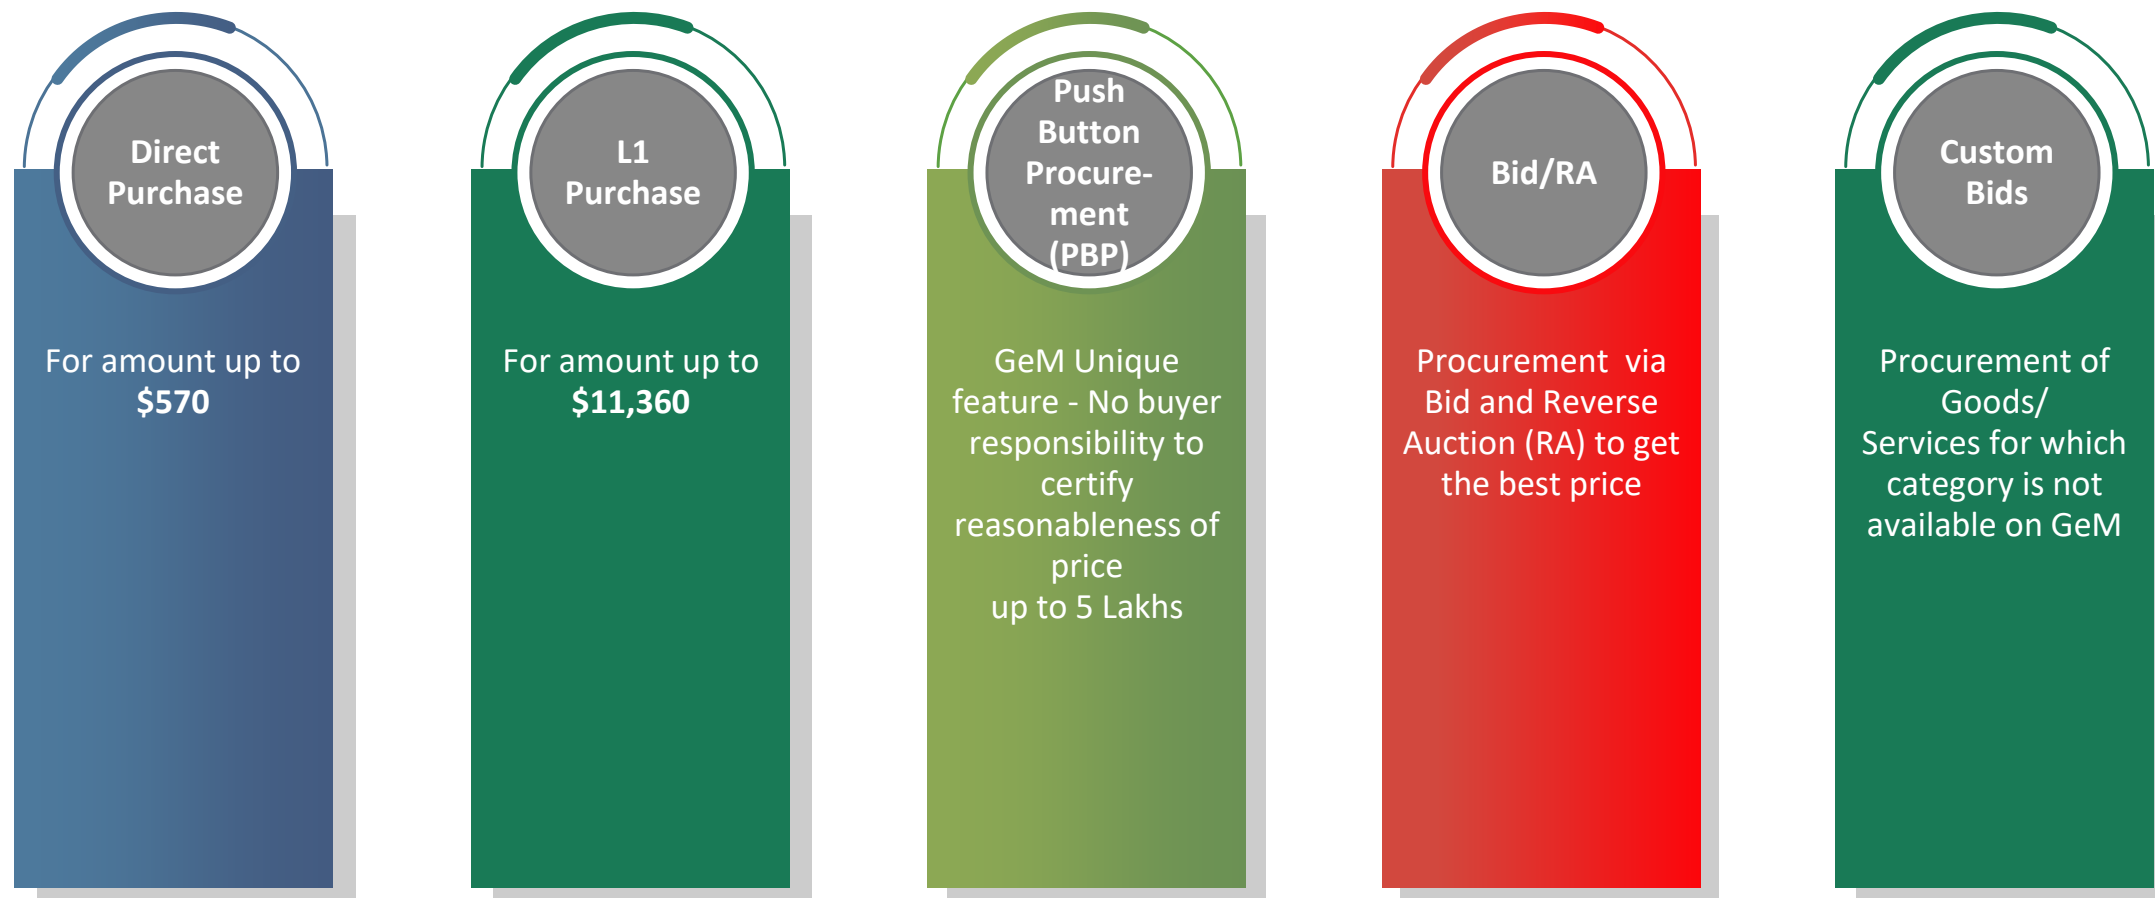 Direct
Purchase
For amount up to
$570
L1
Purchase
For amount up to
$11,360
Push
Button
Procure-
ment
(PBP)
GeM Unique
feature - No buyer
responsibility to
certify
reasonableness of
price
up to 5 Lakhs
Bid/RA
Procurement via
Bid and Reverse
Auction (RA) to get
the best price
Custom
Bids
Procurement of
Goods/
Services for which
category is not
available on GeM